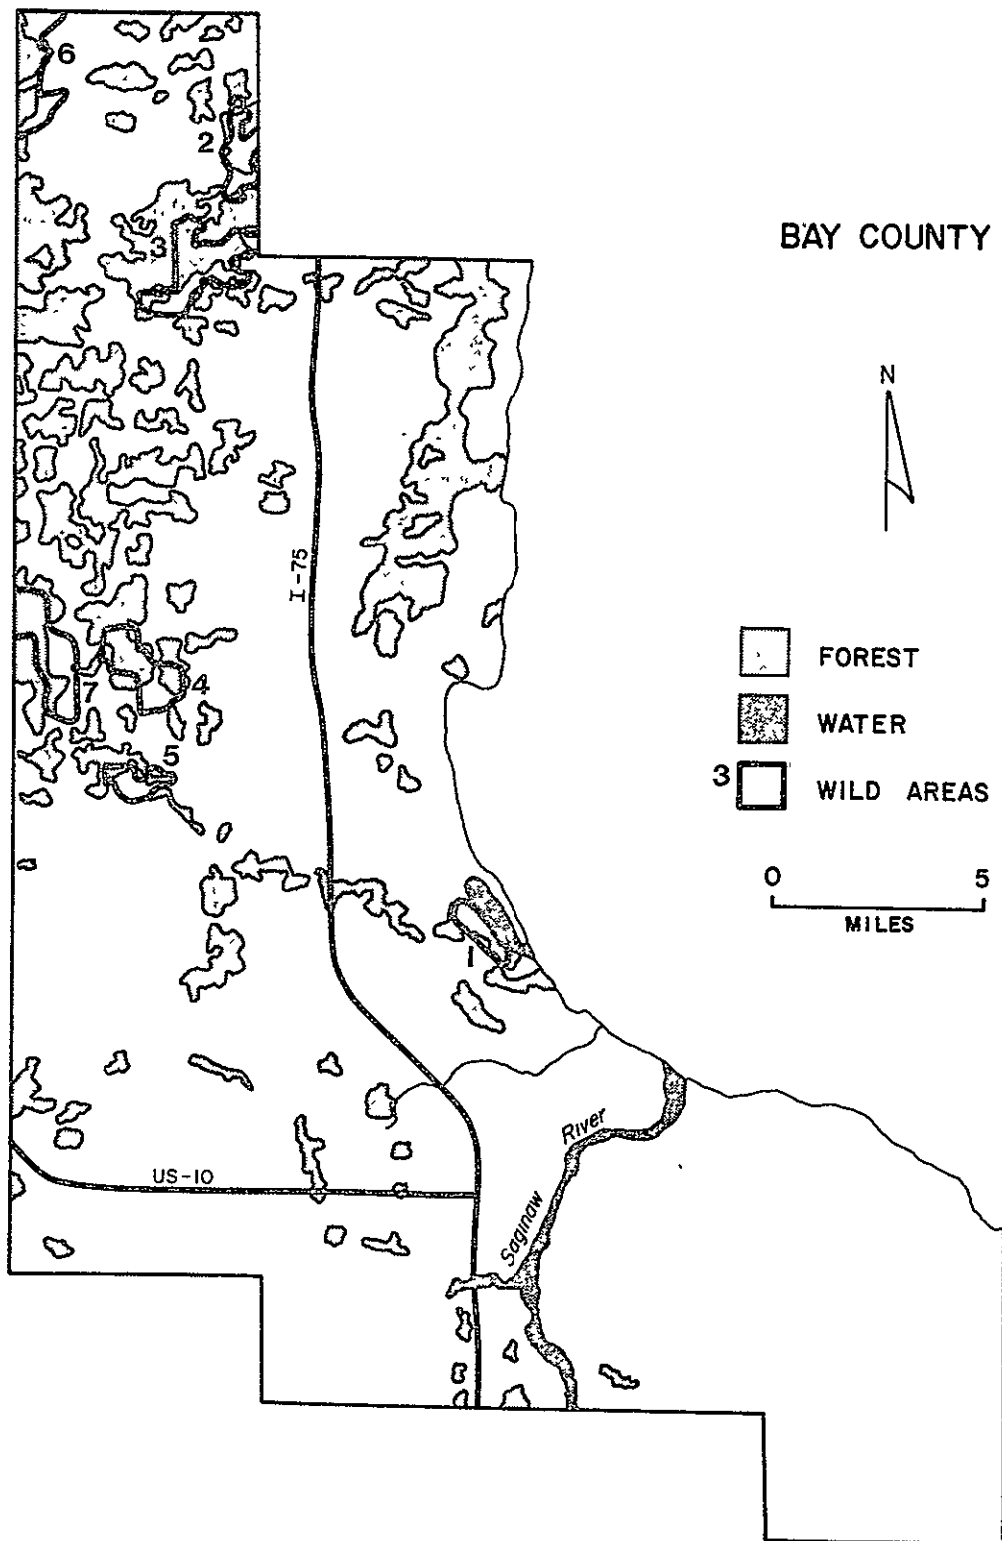 6
2
3
BAY COUNTY
N
I-75
FOREST
WATER
3 WILD AREAS
7
4
5
0 5
MILES
1
River
US-10
Saginaw